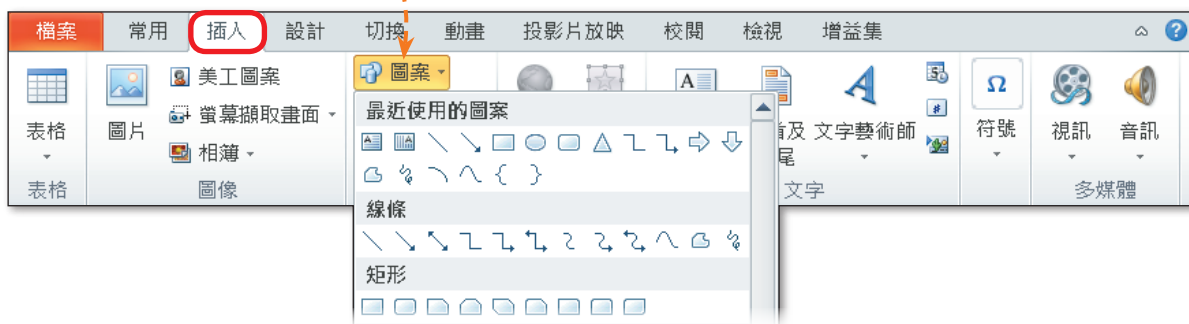 檔案 常用 插入 設計 切換 動畫 投影片放映 校閱 檢視 增益集
表格
圖片
美工圖案
螢幕擷取畫面
相簿
圖案
最近使用的圖案
線條
矩形
及
尾
文字藝術師
符號
視訊
音訊
表格
圖像
文字
多媒體